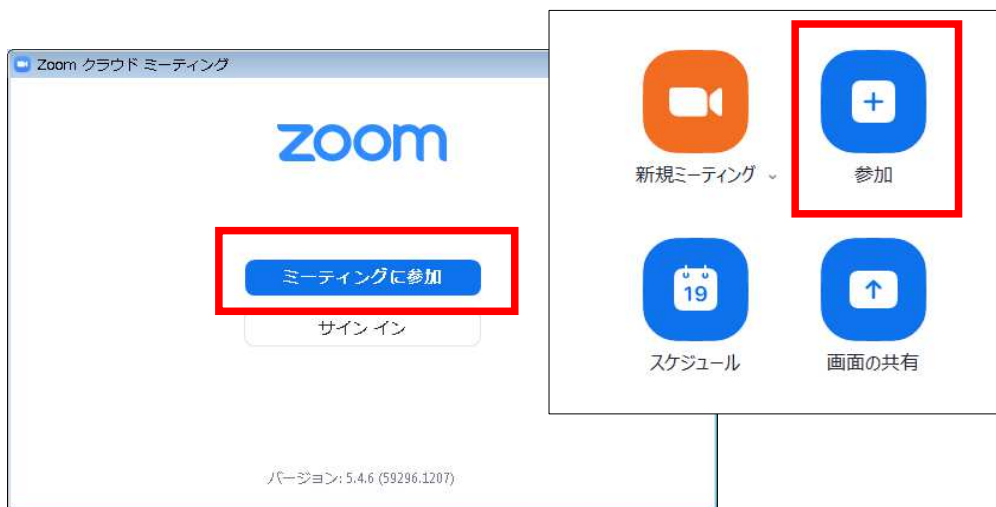 Zoom クラウド ミーティング
zoom
ミーティングに参加
サイン イン
バージョン: 5.4.6 (59296.1207)
新規ミーティング
参加
19
スケジュール
画面の共有